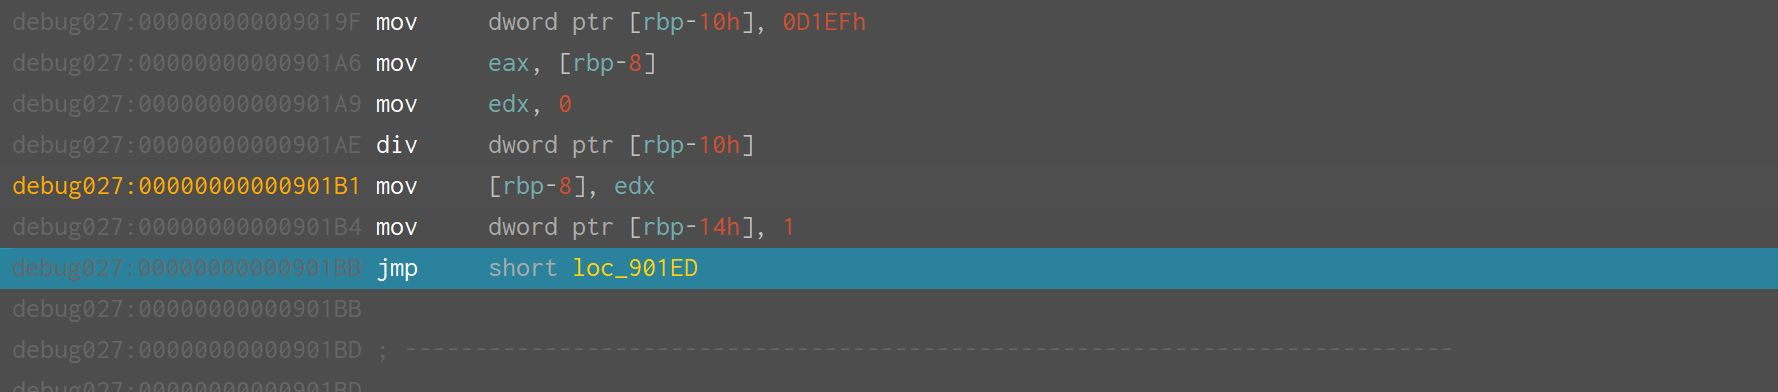 debug027:000000000009019F mov     dword ptr [rbp-10h], 0D1EFh
debug027:00000000000901A6 mov     eax, [rbp-8]
debug027:00000000000901A9 mov     edx, 0
debug027:00000000000901AE div     dword ptr [rbp-10h]
debug027:00000000000901B1 mov     [rbp-8], edx
debug027:00000000000901B4 mov     dword ptr [rbp-14h], 1
debug027:00000000000901BB jmp     short loc_901ED
debug027:00000000000901BB
debug027:00000000000901BD ; ---------------------------------------------------------------------------
debug027:00000000000901BD